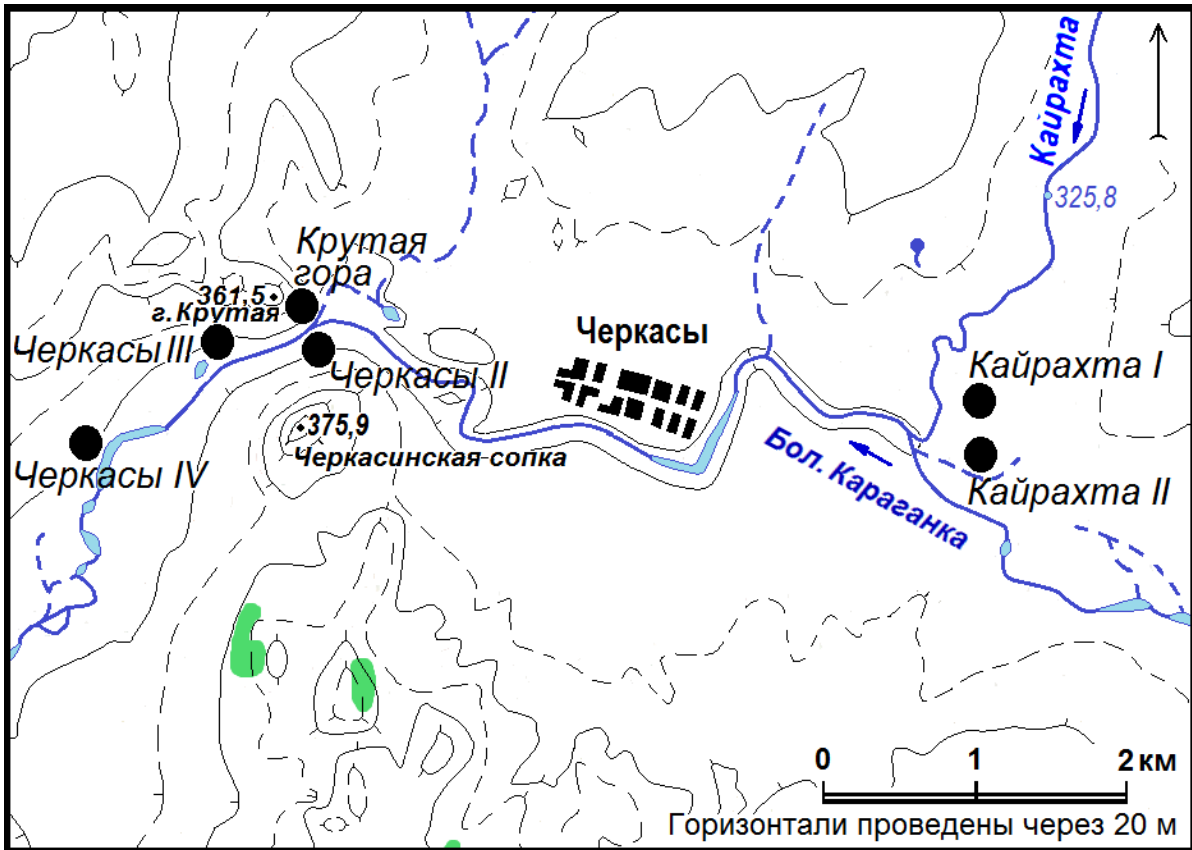 Кайрахта
325,8
Крутая
гора
361,5
г. Крутая
Черкасы III
Черкасы II
Черкасы
Кайрахта I
375,9
Черкасинская сопка
Черкасы IV
Бол. Караганка
Кайрахта II
0 1 2 км
Горизонтали проведены через 20 м